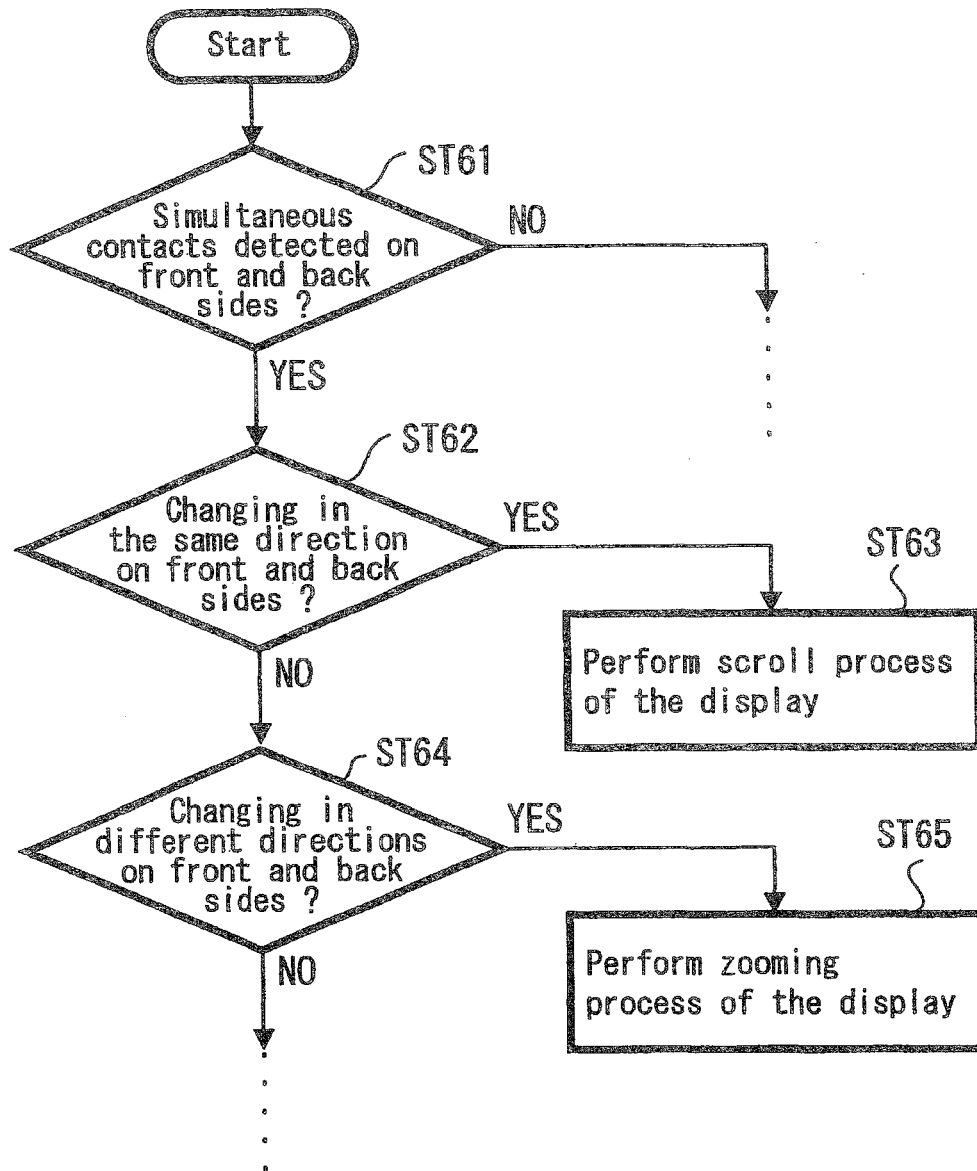 Start
ST61
Simultaneous
contacts detected on
front and back
sides ?
NO
YES
ST62
Changing in
the same direction
on front and back
sides ?
YES
ST63
Perform scroll process
of the display
NO
ST64
Changing in
different directions
on front and back
sides ?
YES
ST65
Perform zooming
process of the display
NO